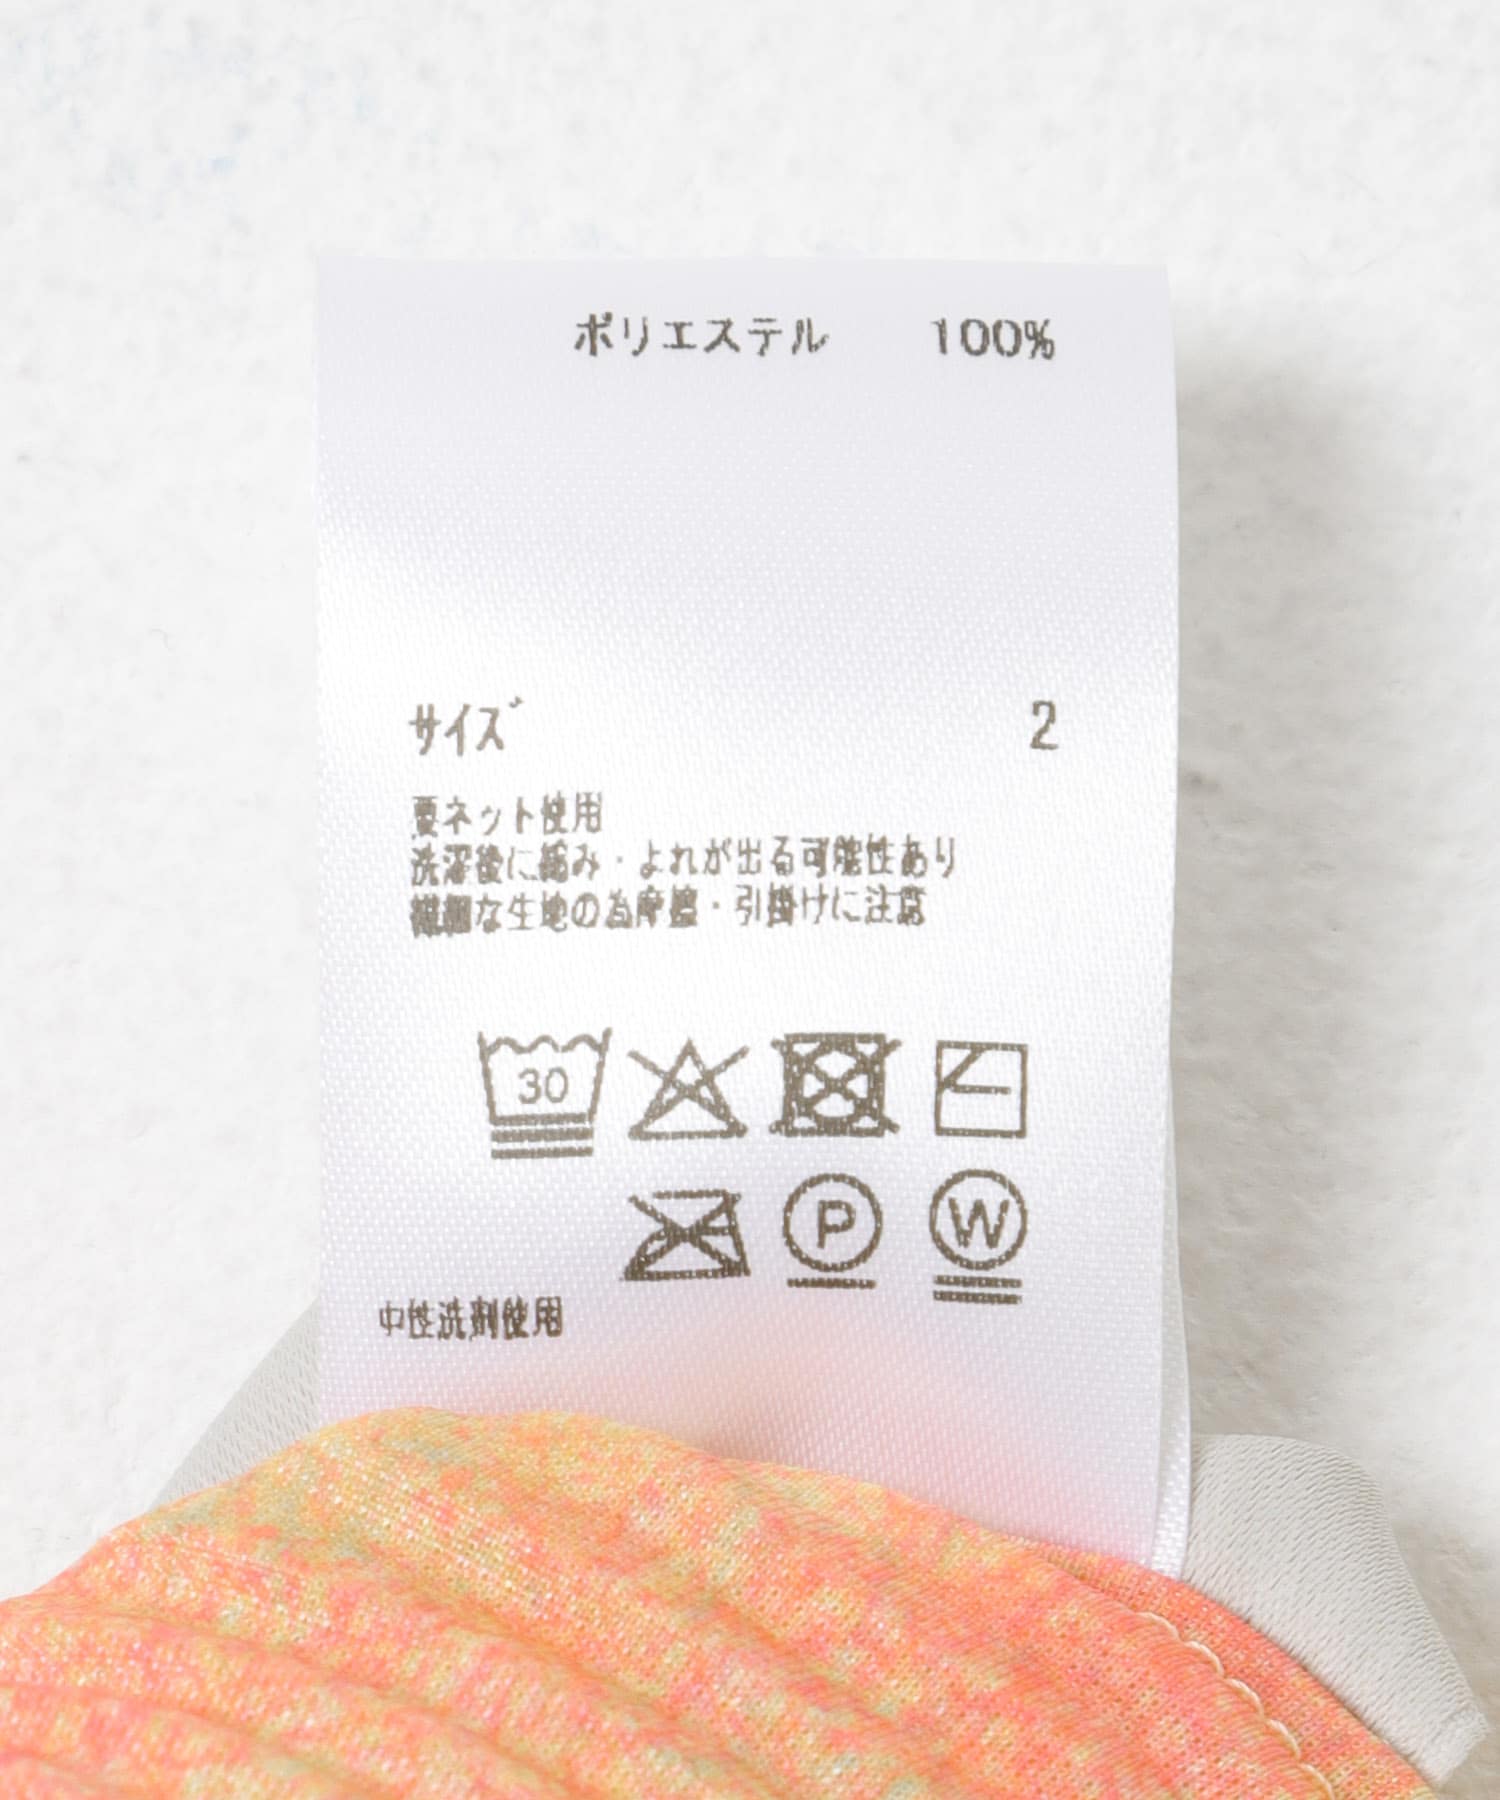 ポリエステル 100%
サイズ 2
要ネット使用
洗濯後に縮み・よれが出る可能性あり
繊細な生地の為摩擦・引掛けに注意
30
P
W
中性洗剤使用